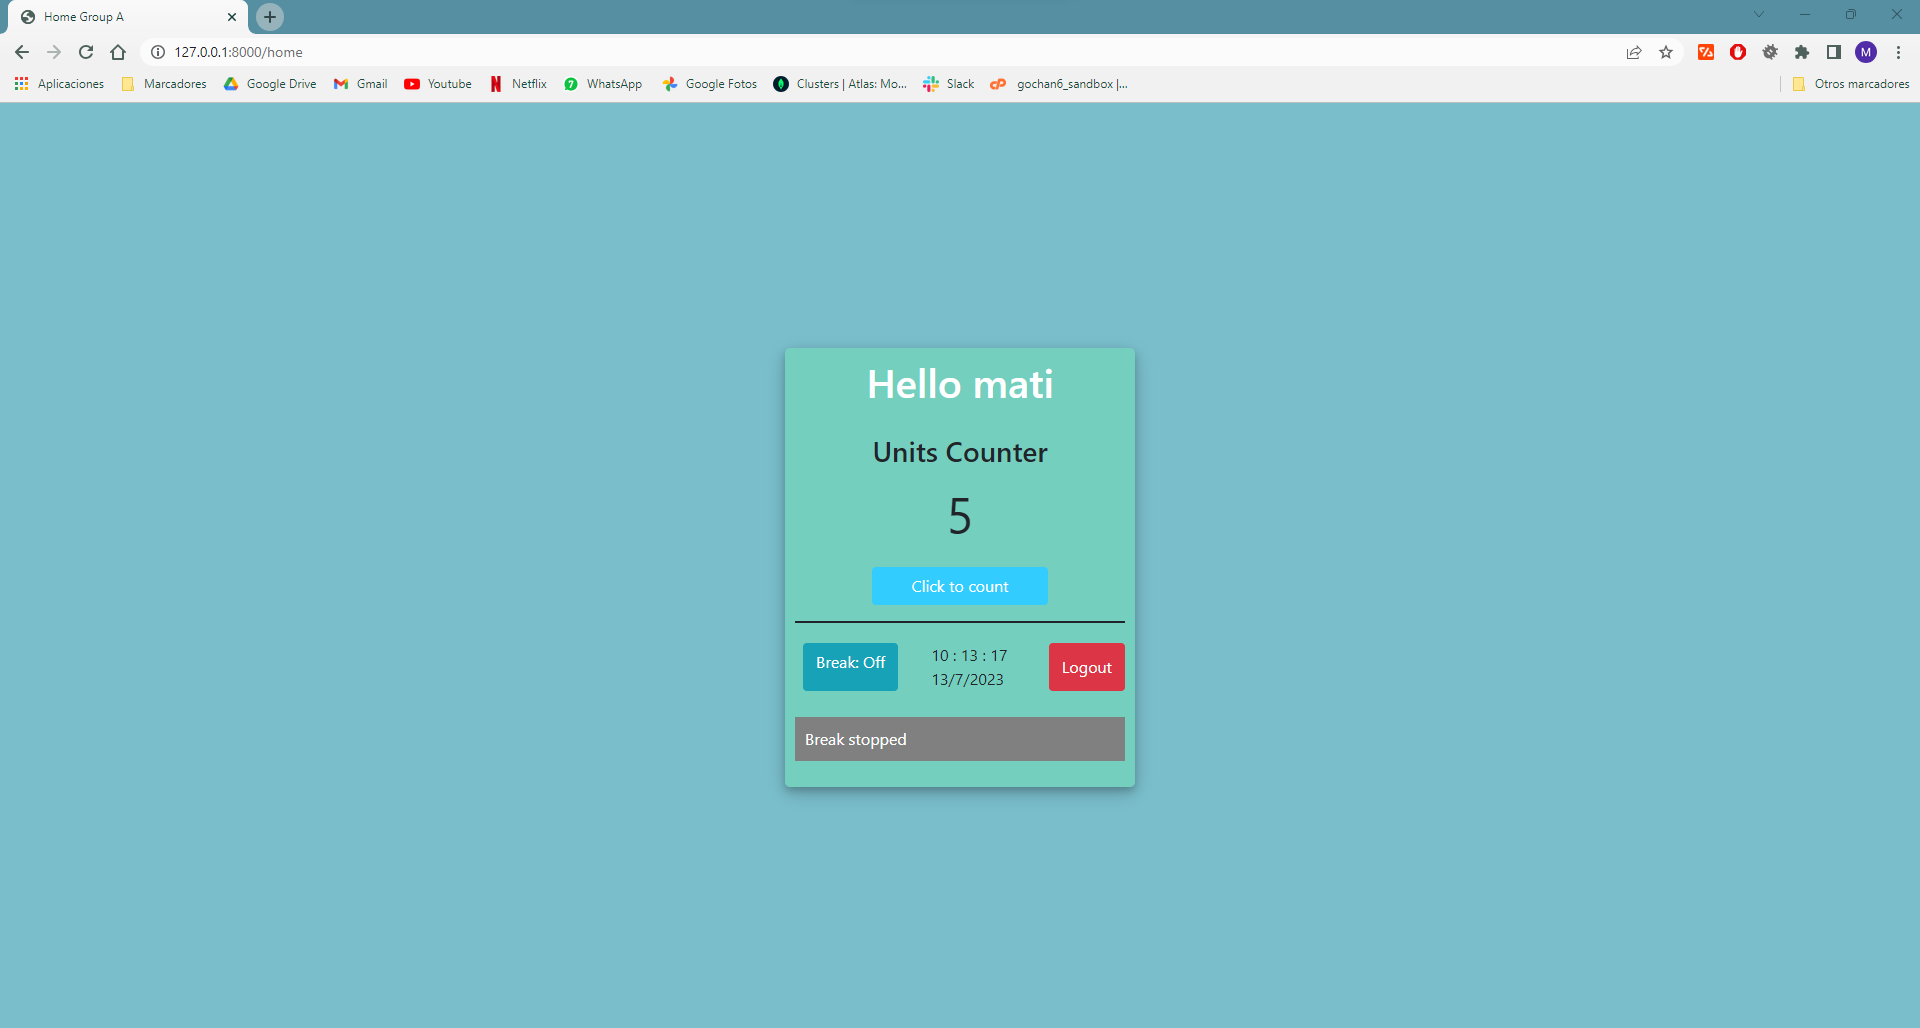 Home Group A
127.0.0.1:8000/home
M
Aplicaciones
Marcadores
Google Drive
Gmail
Youtube
Netflix
WhatsApp
Google Fotos
Clusters | Atlas: Mo...
Slack
gochan6_sandbox |...
Otros marcadores
Hello mati
Units Counter
5
Click to count
Break: Off
10 : 13 : 17
13/7/2023
Logout
Break stopped